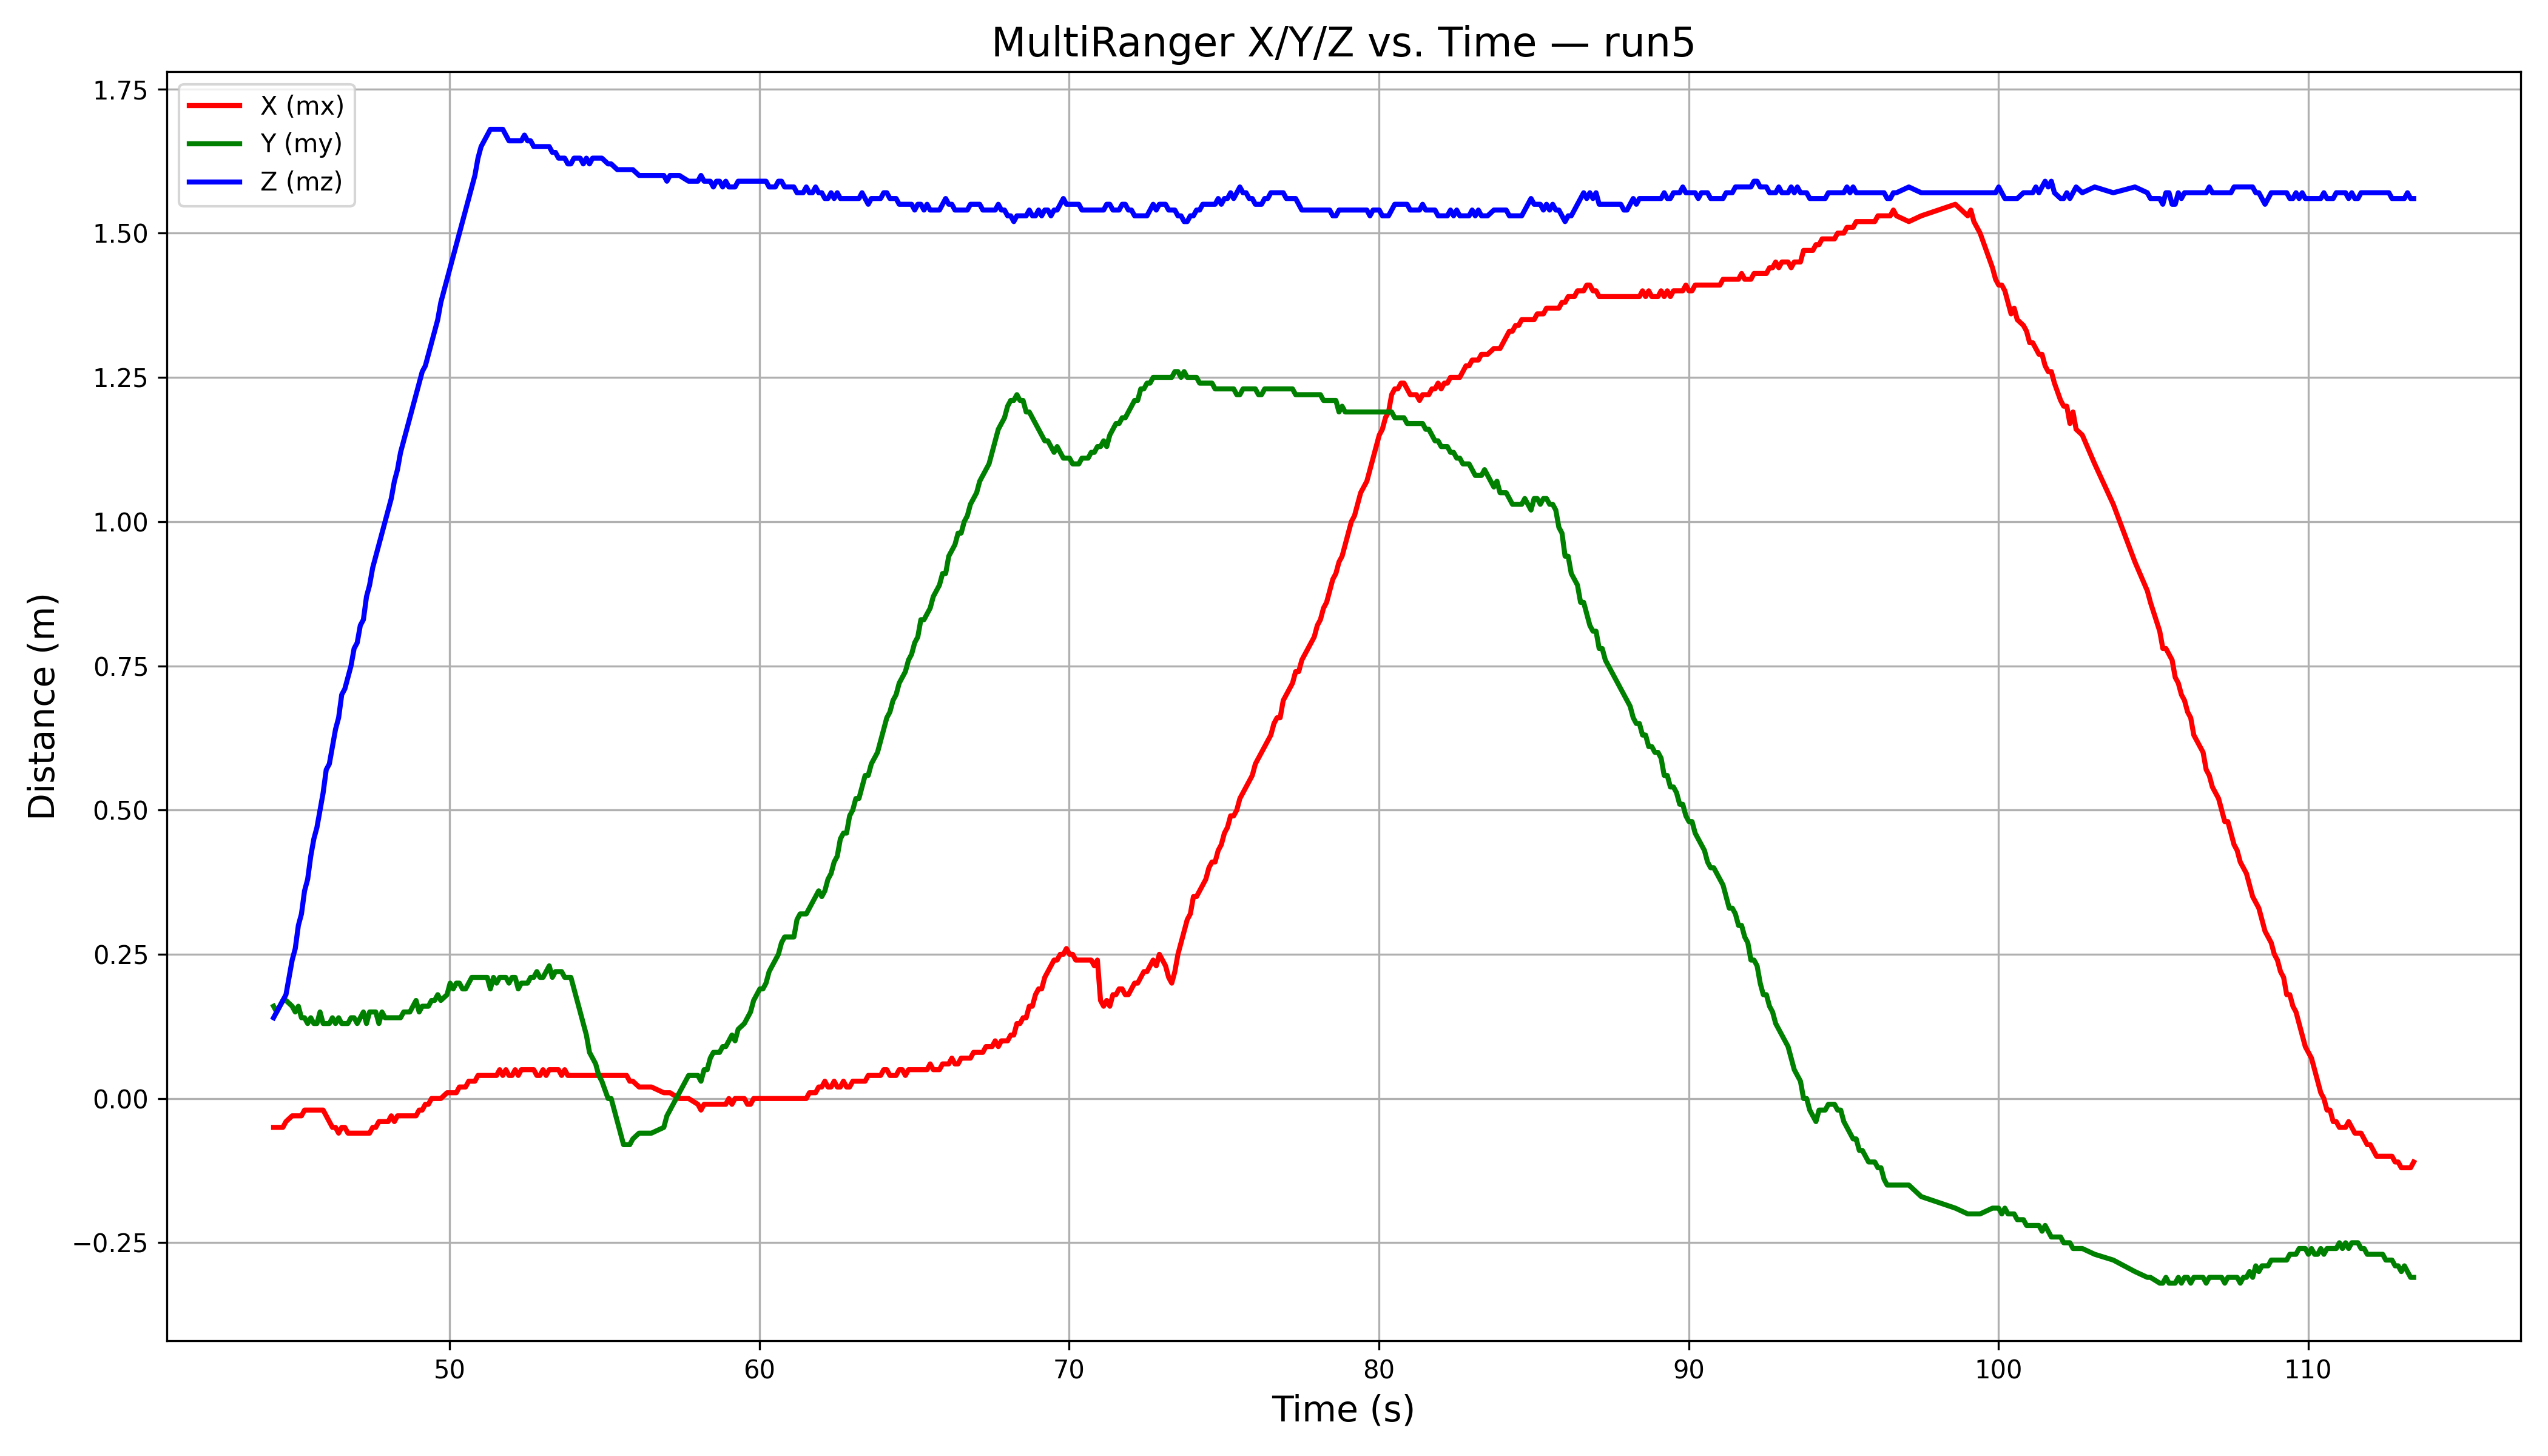 MultiRanger X/Y/Z vs. Time — run5
X (mx)
Y (my)
Z (mz)
1.75
1.50
1.25
1.00
0.75
0.50
0.25
0.00
−0.25
Distance (m)
50 60 70 80 90 100 110
Time (s)